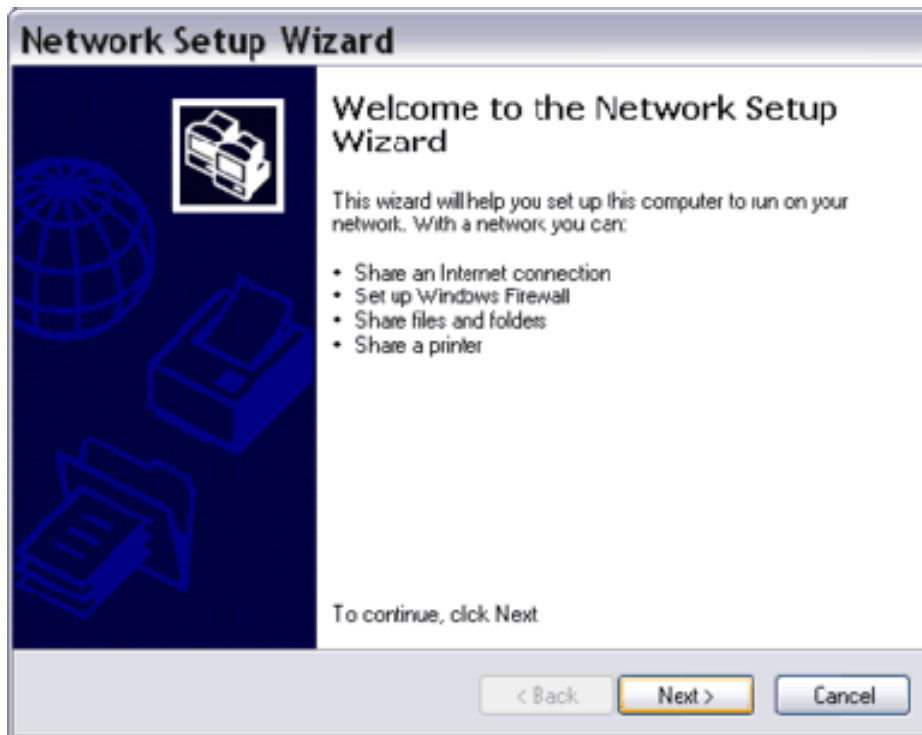 Network Setup Wizard
Welcome to the Network Setup
Wizard
This wizard will help you set up this computer to run on your
network. With a network you can:
• Share an Internet connection
• Set up Windows Firewall
• Share files and folders
• Share a printer
To continue, click Next
< Back
Next >
Cancel